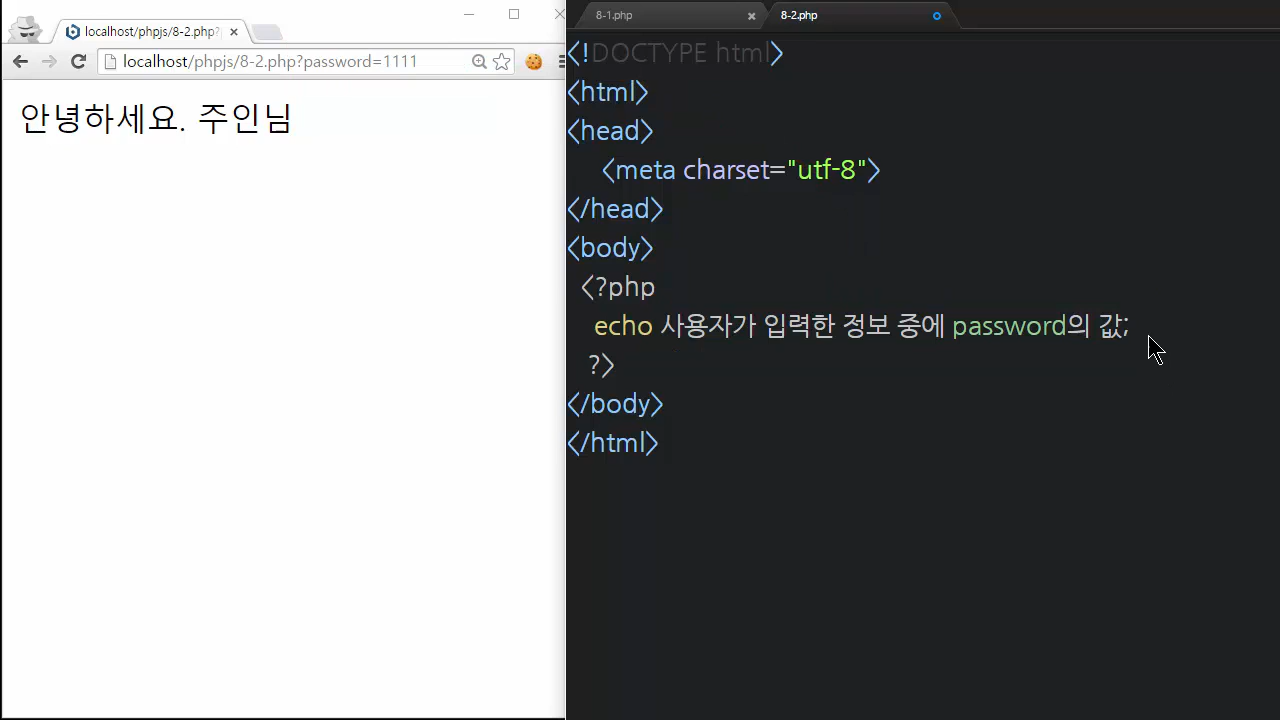 localhost/phpjs/8-2.php?
localhost/phpjs/8-2.php?password=1111
안녕하세요. 주인님
8-1.php
8-2.php
<!DOCTYPE html>
<html>
<head>
<meta charset="utf-8">
</head>
<body>
<?php
echo 사용자가 입력한 정보 중에 password의 값;
?>
</body>
</html>